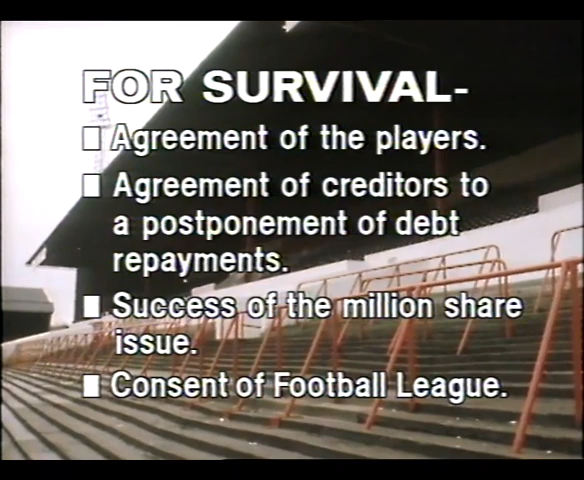 FOR SURVIVAL-
Agreement of the players.
Agreement of creditors to
a postponement of debt
repayments.
Success of the million share
issue.
Consent of Football League.